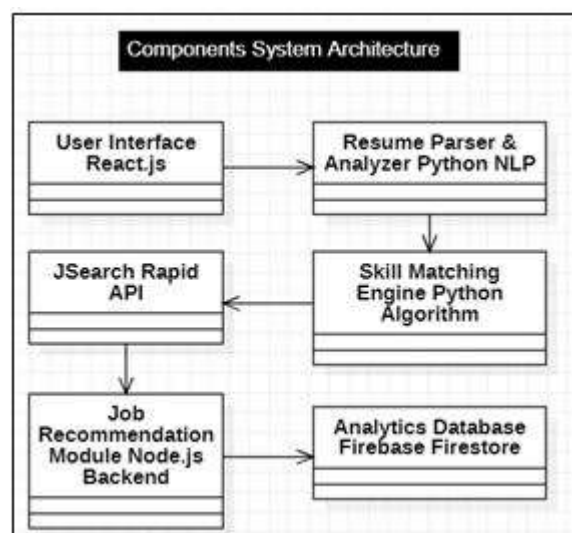 Components System Architecture
User Interface
React.js
Resume Parser &
Analyzer Python NLP
JSearch Rapid
API
Skill Matching
Engine Python
Algorithm
Job
Recommendation
Module Node.js
Backend
Analytics Database
Firebase Firestore